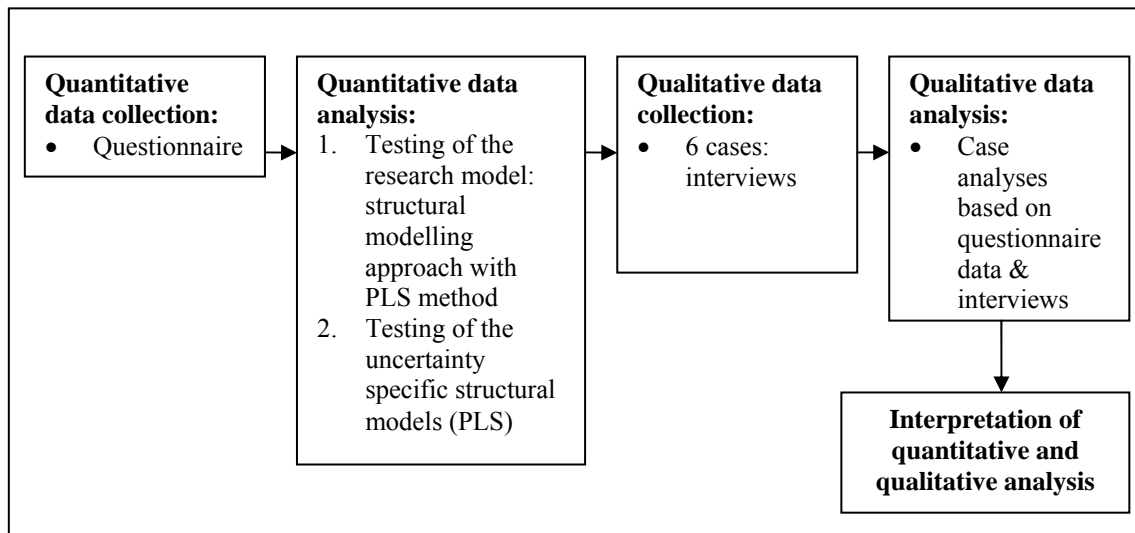 Quantitative
data collection:
• Questionnaire
Quantitative data
analysis:
1. Testing of the
research model:
structural
modelling
approach with
PLS method
2. Testing of the
uncertainty
specific structural
models (PLS)
Qualitative data
collection:
• 6 cases:
interviews
Qualitative data
analysis:
• Case
analyses
based on
questionnaire
data &
interviews
Interpretation of
quantitative and
qualitative analysis